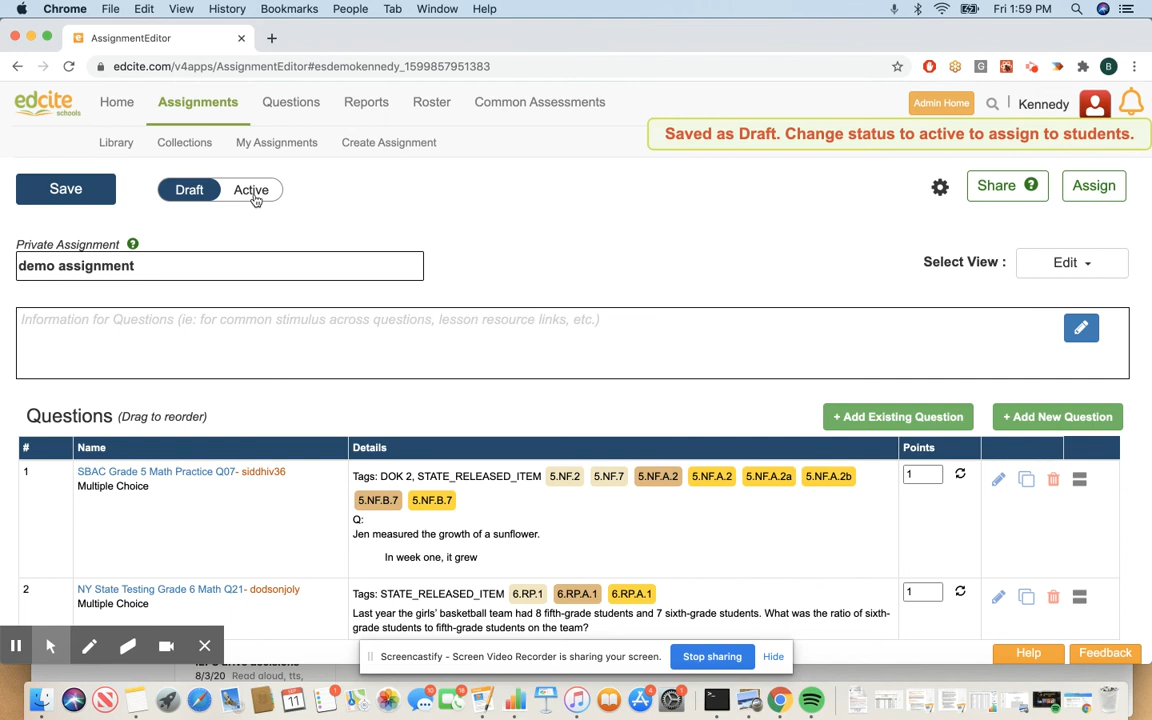 Chrome File Edit View History Bookmarks People Tab Window Help Fri 1:59 PM
AssignmentEditor
edcite.com/v4apps/AssignmentEditor#esdemokennedy_1599857951383
edcite schools Home Assignments Questions Reports Roster Common Assessments Admin Home Kennedy
Saved as Draft. Change status to active to assign to students.
Library Collections My Assignments Create Assignment
Save Draft Active Share ? Assign
Private Assignment ?
demo assignment
Select View : Edit
Information for Questions (ie: for common stimulus across questions, lesson resource links, etc.)
Questions (Drag to reorder) + Add Existing Question + Add New Question
# Name Details Points
1 SBAC Grade 5 Math Practice Q07- siddhiv36
Multiple Choice
Tags: DOK 2, STATE_RELEASED_ITEM 5.NF.2 5.NF.7 5.NF.A.2 5.NF.A.2 5.NF.A.2a 5.NF.A.2b
5.NF.B.7 5.NF.B.7
Q:
Jen measured the growth of a sunflower.
In week one, it grew
1
2 NY State Testing Grade 6 Math Q21- dodsonjoly
Multiple Choice
Tags: STATE_RELEASED_ITEM 6.RP.1 6.RP.A.1 6.RP.A.1
Last year the girls' basketball team had 8 fifth-grade students and 7 sixth-grade students. What was the ratio of sixth-
grade students to fifth-grade students on the team?
1
Screencastify - Screen Video Recorder is sharing your screen. Stop sharing Hide
Help Feedback
8/3/20 Read aloud, tts,